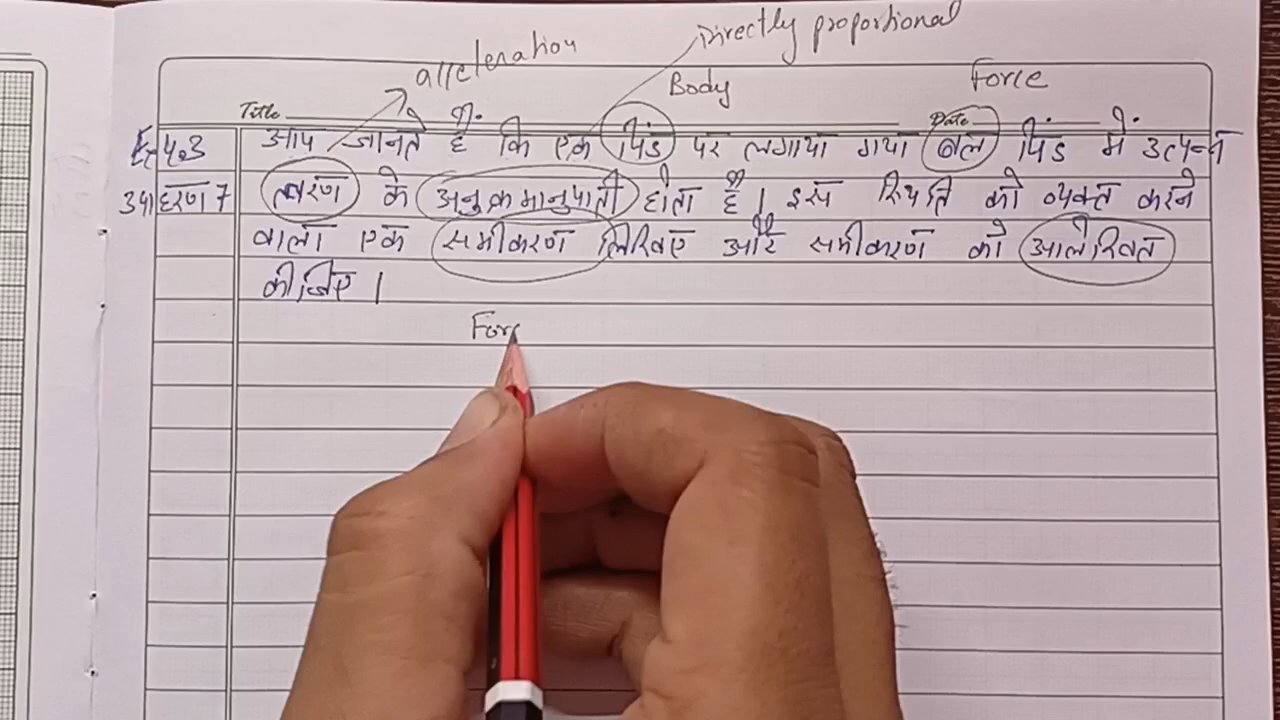 Directly proportional
acceleration
Body Force
Title Date
Ex 4.3 आप जानते हैं कि एक पिंड पर लगाया गया बल पिंड में उत्पन्न
उदाहरण 7 त्वरण के अनुक्रमानुपाती होता है । इस स्थिति को व्यक्त करने
वाला एक समीकरण लिखिए और समीकरण को आलेखित
कीजिए ।
Forc